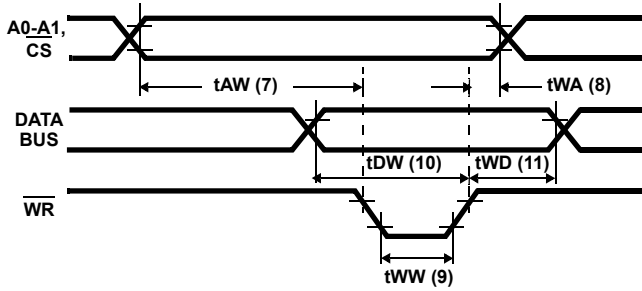 A0-A1,
CS
tAW (7)
tWA (8)
DATA
BUS
tDW (10)
tWD (11)
WR
tWW (9)